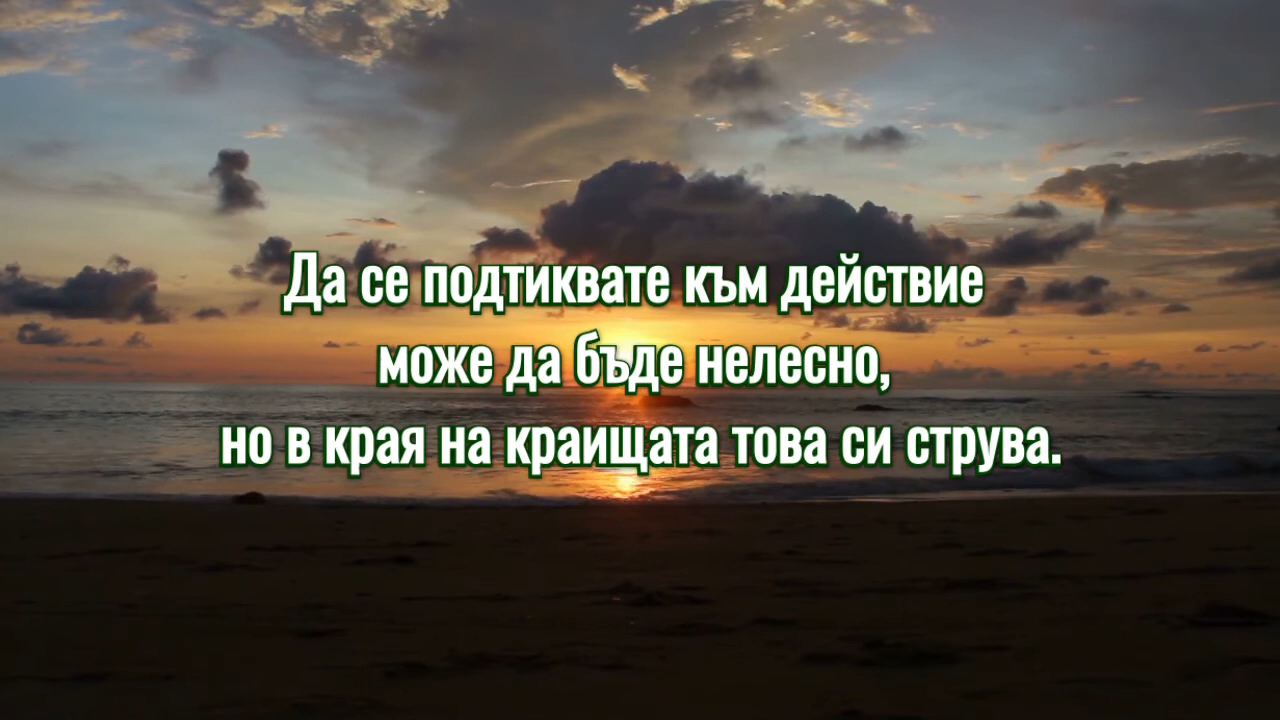 Да се подтиквате към действие
може да бъде нелесно,
но в края на краищата това си струва.